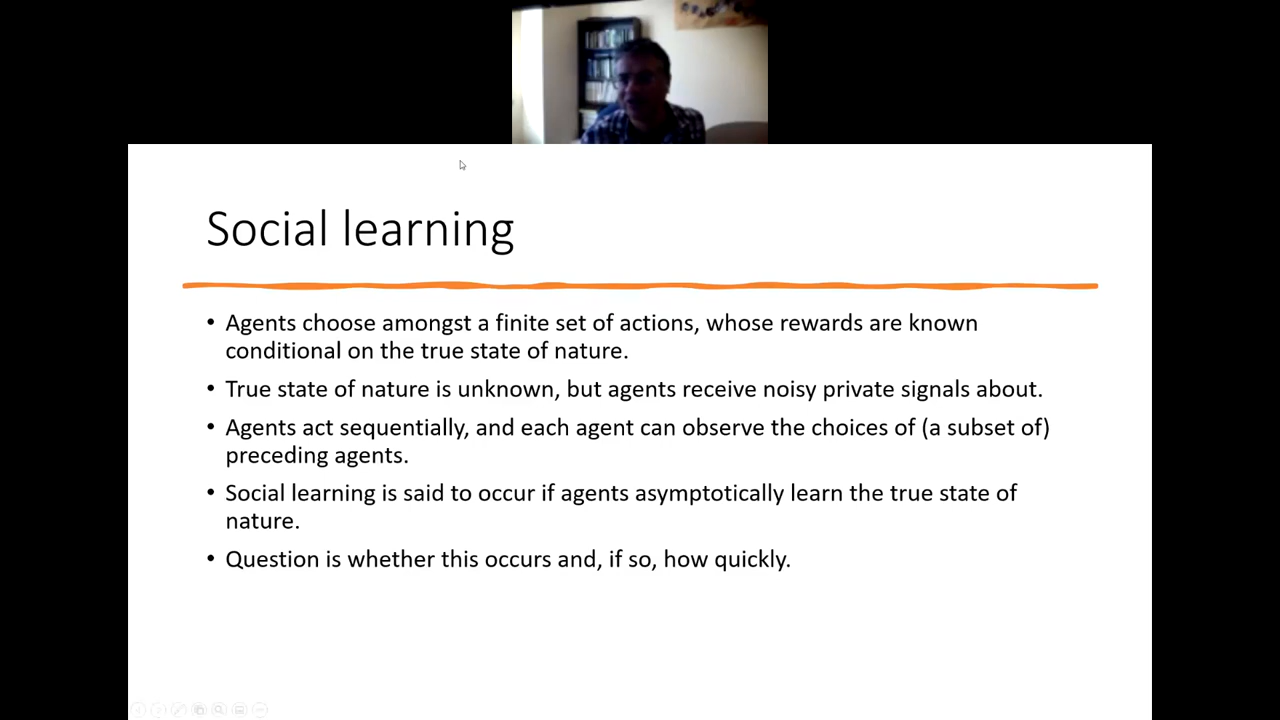 Social learning
• Agents choose amongst a finite set of actions, whose rewards are known
conditional on the true state of nature.
• True state of nature is unknown, but agents receive noisy private signals about.
• Agents act sequentially, and each agent can observe the choices of (a subset of)
preceding agents.
• Social learning is said to occur if agents asymptotically learn the true state of
nature.
• Question is whether this occurs and, if so, how quickly.